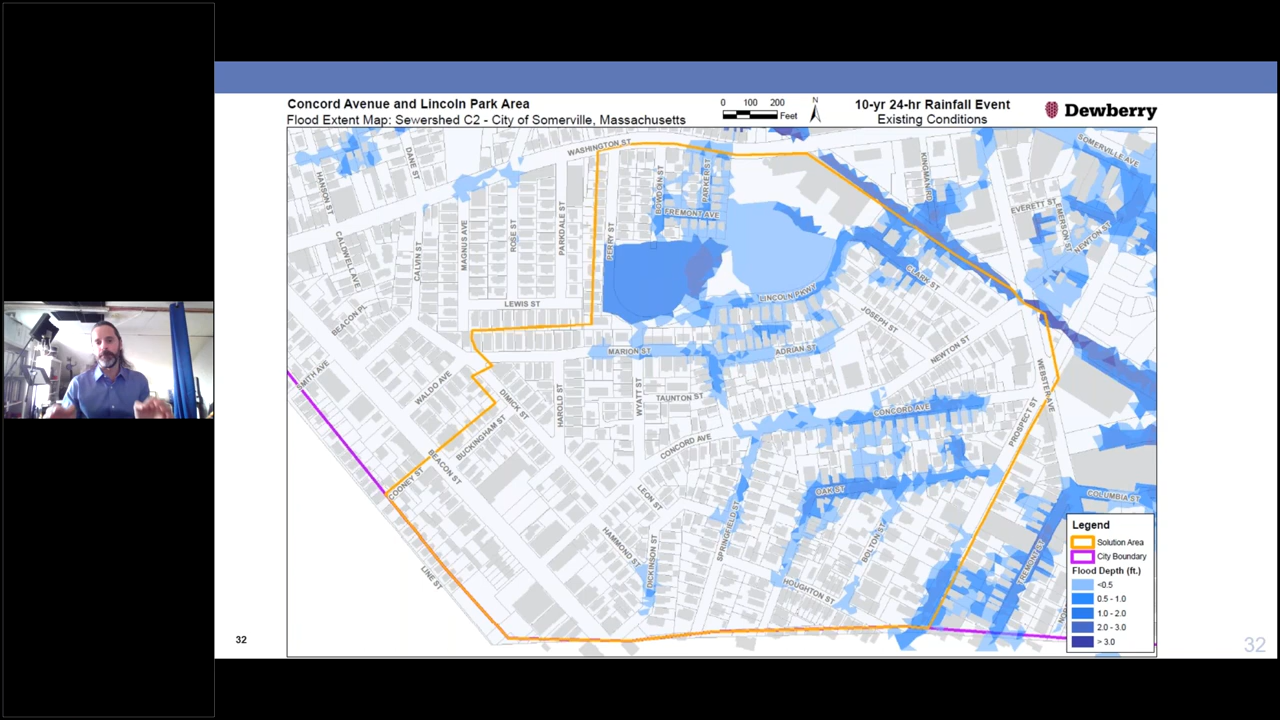 Concord Avenue and Lincoln Park Area
Flood Extent Map: Sewershed C2 - City of Somerville, Massachusetts
0 100 200
Feet
N
10-yr 24-hr Rainfall Event
Existing Conditions
Dewberry
WASHINGTON ST
DANE ST
HANSON ST
CALDWELL AVE
CALVIN ST
MAGNUS AVE
ROSE ST
PARKDALE ST
PERRY ST
BOWDOIN ST
PARKER ST
FREMONT AVE
KINGMAN RD
SOMERVILLE AVE
EVERETT ST
EMERSON ST
NEWTON ST
CLARK ST
LINCOLN PKWY
LEWIS ST
BEACON PL
JOSEPH ST
MARION ST
ADRIAN ST
NEWTON ST
SMITH AVE
WALDO AVE
DIMICK ST
HAROLD ST
WYATT ST
TAUNTON ST
WEBSTER AVE
CONCORD AVE
PROSPECT ST
BUCKINGHAM ST
CONCORD AVE
BEACON ST
COONEY ST
LEON ST
OAK ST
COLUMBIA ST
SPRINGFIELD ST
BOLTON ST
HAMMOND ST
DICKINSON ST
TREMONT ST
LINE ST
HOUGHTON ST
Legend
Solution Area
City Boundary
Flood Depth (ft.)
<0.5
0.5 - 1.0
1.0 - 2.0
2.0 - 3.0
> 3.0
32
32